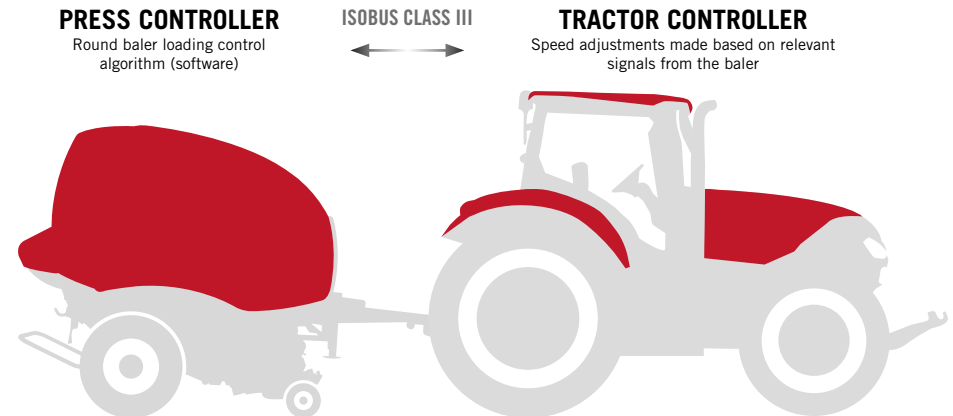 PRESS CONTROLLER
Round baler loading control
algorithm (software)
ISOBUS CLASS III
TRACTOR CONTROLLER
Speed adjustments made based on relevant
signals from the baler